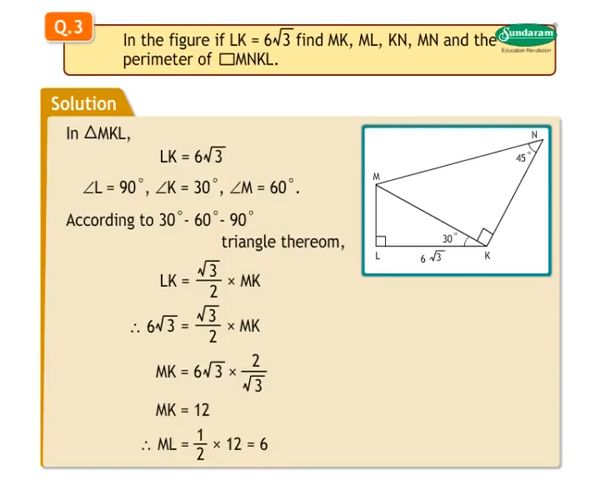 Q.3
In the figure if LK = 6√3 find MK, ML, KN, MN and the
perimeter of □MNKL.
Sundaram
Education Revolution
Solution
In △MKL,
LK = 6√3
∠L = 90°, ∠K = 30°, ∠M = 60°.
According to 30°- 60°- 90°
triangle thereom,
LK = √3/2 × MK
∴ 6√3 = √3/2 × MK
MK = 6√3 × 2/√3
MK = 12
∴ ML = 1/2 × 12 = 6
N
45°
M
30°
L
K
6 √3